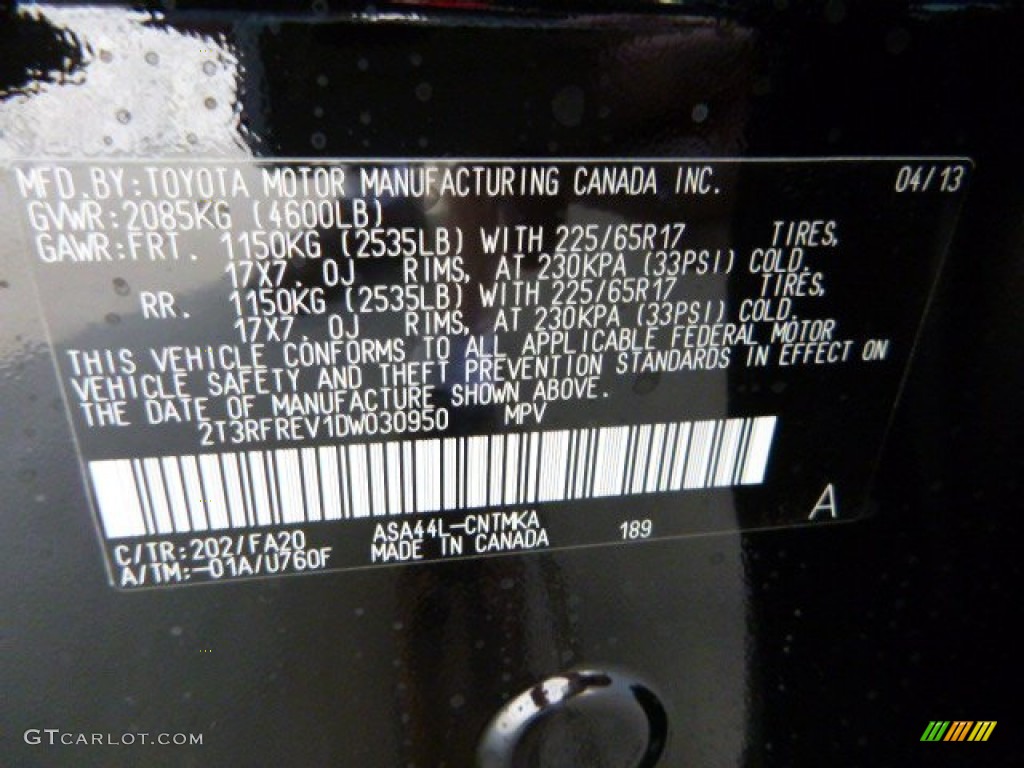 MFD. BY: TOYOTA MOTOR MANUFACTURING CANADA INC. 04/13
GVWR: 2085KG (4600LB)
GAWR: FRT. 1150KG (2535LB) WITH 225/65R17 TIRES,
17X7. 0J RIMS, AT 230KPA (33PSI) COLD.
RR. 1150KG (2535LB) WITH 225/65R17 TIRES,
17X7. 0J RIMS, AT 230KPA (33PSI) COLD.
THIS VEHICLE CONFORMS TO ALL APPLICABLE FEDERAL MOTOR
VEHICLE SAFETY AND THEFT PREVENTION STANDARDS IN EFFECT ON
THE DATE OF MANUFACTURE SHOWN ABOVE.
2T3RFREV1DW030950 MPV
A
C/TR: 202/FA20 ASA44L-CNTMKA 189
A/TM: -01A/U760F MADE IN CANADA
GTCARLOT.COM